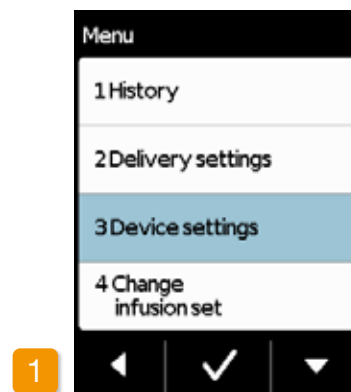 Menu
1 History
2 Delivery settings
3 Device settings
4 Change
infusion set
1